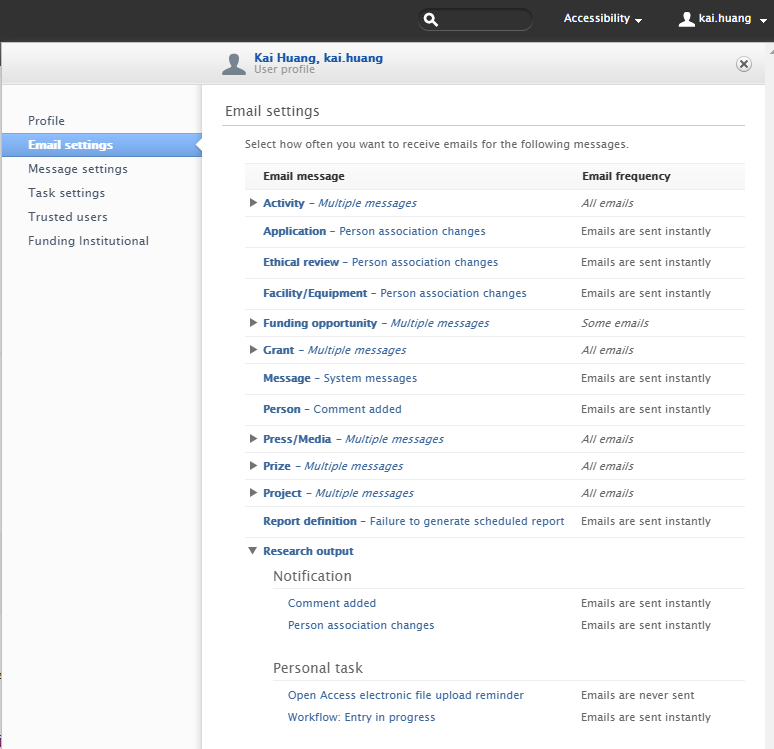 Accessibility kai.huang
Kai Huang, kai.huang
User profile
Profile
Email settings
Message settings
Task settings
Trusted users
Funding Institutional
Email settings
Select how often you want to receive emails for the following messages.
Email message Email frequency
Activity – Multiple messages All emails
Application – Person association changes Emails are sent instantly
Ethical review – Person association changes Emails are sent instantly
Facility/Equipment – Person association changes Emails are sent instantly
Funding opportunity – Multiple messages Some emails
Grant – Multiple messages All emails
Message – System messages Emails are sent instantly
Person – Comment added Emails are sent instantly
Press/Media – Multiple messages All emails
Prize – Multiple messages All emails
Project – Multiple messages All emails
Report definition – Failure to generate scheduled report Emails are sent instantly
Research output
Notification
Comment added Emails are sent instantly
Person association changes Emails are sent instantly
Personal task
Open Access electronic file upload reminder Emails are never sent
Workflow: Entry in progress Emails are sent instantly